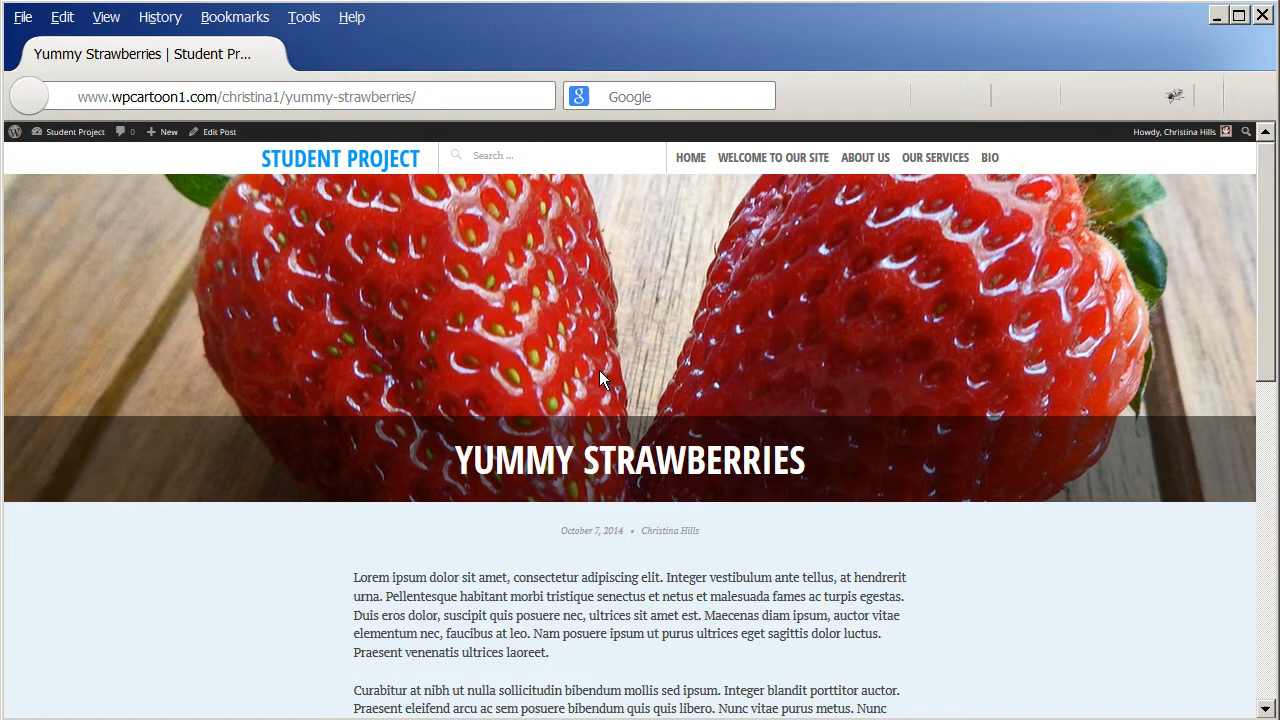 File Edit View History Bookmarks Tools Help
Yummy Strawberries | Student Pr...
www.wpcartoon1.com/christina1/yummy-strawberries/
g Google
Student Project 0 New Edit Post Howdy, Christina Hills
STUDENT PROJECT Search ... HOME WELCOME TO OUR SITE ABOUT US OUR SERVICES BIO
YUMMY STRAWBERRIES
October 7, 2014 • Christina Hills
Lorem ipsum dolor sit amet, consectetur adipiscing elit. Integer vestibulum ante tellus, at hendrerit
urna. Pellentesque habitant morbi tristique senectus et netus et malesuada fames ac turpis egestas.
Duis eros dolor, suscipit quis posuere nec, ultrices sit amet est. Maecenas diam ipsum, auctor vitae
elementum nec, faucibus at leo. Nam posuere ipsum ut purus ultrices eget sagittis dolor luctus.
Praesent venenatis ultrices laoreet.
Curabitur at nibh ut nulla sollicitudin bibendum mollis sed ipsum. Integer blandit porttitor auctor.
Praesent eleifend arcu ac sem posuere bibendum quis quis libero. Nunc vitae purus metus. Nunc